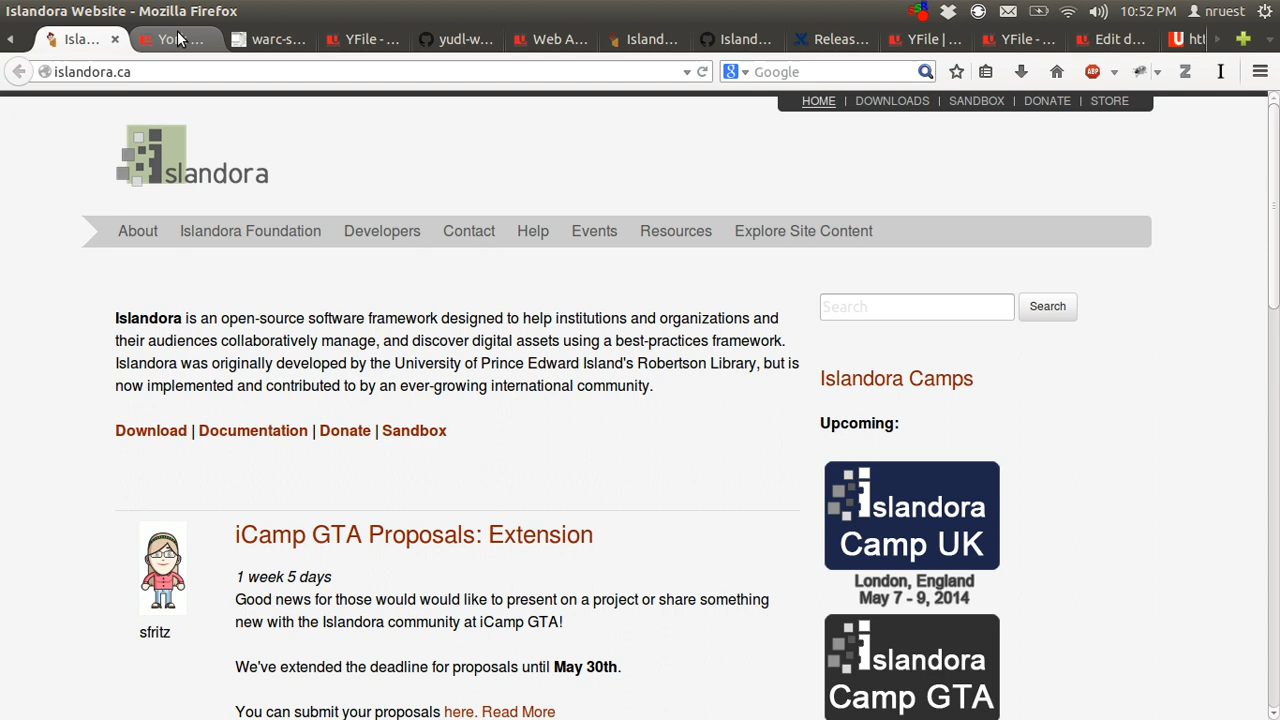 Islandora Website - Mozilla Firefox
10:52 PM nruest
Isla...
Yo
warc-s...
YFile - ...
yudl-w...
Web A...
Island...
Island...
Releas...
YFile | ...
YFile - ...
Edit d...
htt
islandora.ca
Google
HOME | DOWNLOADS | SANDBOX | DONATE | STORE
islandora
About Islandora Foundation Developers Contact Help Events Resources Explore Site Content
Islandora is an open-source software framework designed to help institutions and organizations and
their audiences collaboratively manage, and discover digital assets using a best-practices framework.
Islandora was originally developed by the University of Prince Edward Island's Robertson Library, but is
now implemented and contributed to by an ever-growing international community.
Download | Documentation | Donate | Sandbox
Search Search
Islandora Camps
Upcoming:
islandora
Camp UK
London, England
May 7 - 9, 2014
islandora
Camp GTA
iCamp GTA Proposals: Extension
1 week 5 days
Good news for those would would like to present on a project or share something
new with the Islandora community at iCamp GTA!
sfritz
We've extended the deadline for proposals until May 30th.
You can submit your proposals here. Read More